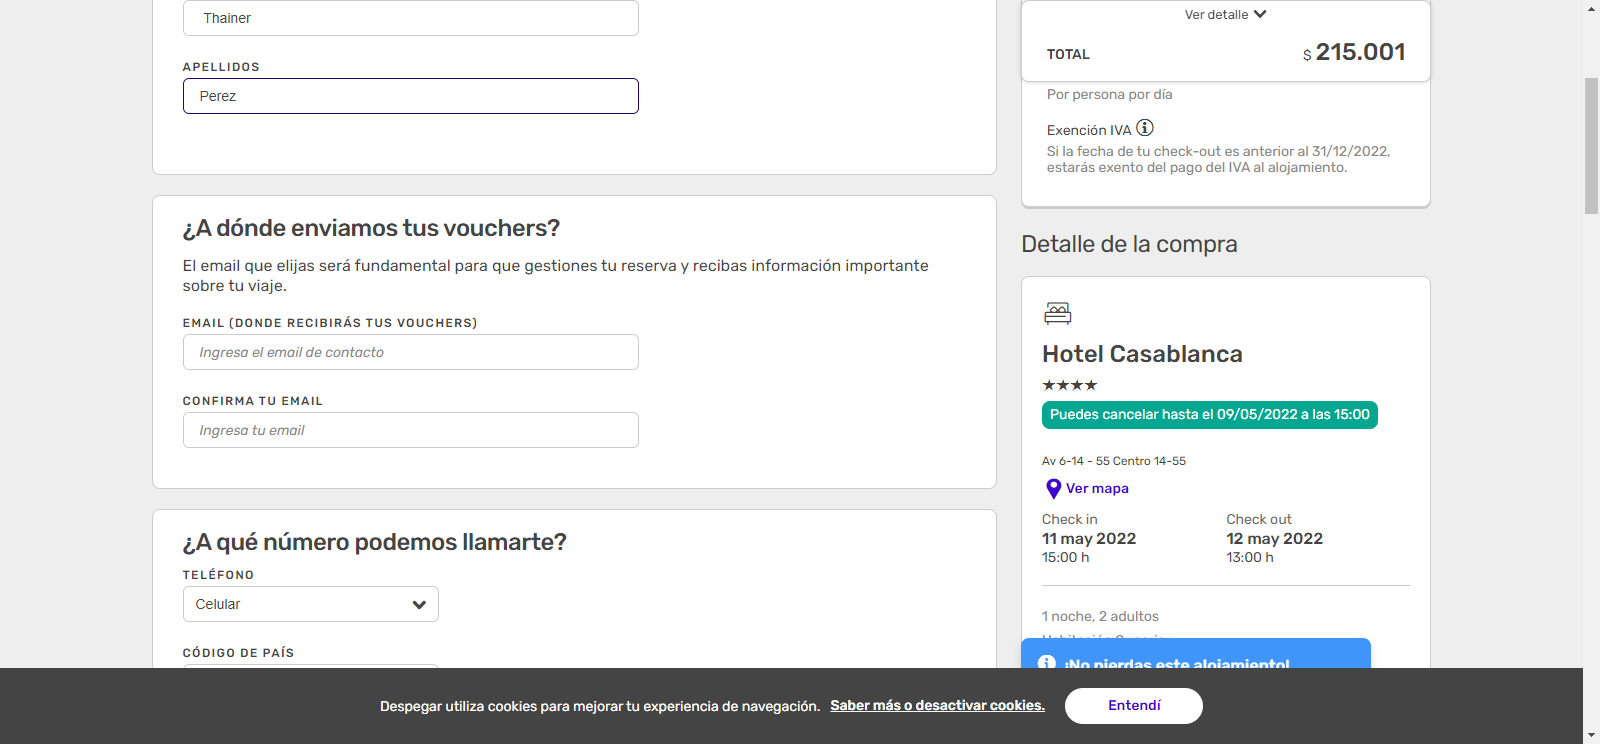 Thainer
APELLIDOS
Perez
¿A dónde enviamos tus vouchers?
El email que elijas será fundamental para que gestiones tu reserva y recibas información importante
sobre tu viaje.
EMAIL (DONDE RECIBIRÁS TUS VOUCHERS)
Ingresa el email de contacto
CONFIRMA TU EMAIL
Ingresa tu email
¿A qué número podemos llamarte?
TELÉFONO
Celular
CÓDIGO DE PAÍS
Ver detalle
TOTAL $ 215.001
Por persona por día
Exención IVA
Si la fecha de tu check-out es anterior al 31/12/2022,
estarás exento del pago del IVA al alojamiento.
Detalle de la compra
Hotel Casablanca
Puedes cancelar hasta el 09/05/2022 a las 15:00
Av 6-14 - 55 Centro 14-55
Ver mapa
Check in Check out
11 may 2022 12 may 2022
15:00 h 13:00 h
1 noche, 2 adultos
¡No pierdas este alojamiento!
Despegar utiliza cookies para mejorar tu experiencia de navegación. Saber más o desactivar cookies. Entendí